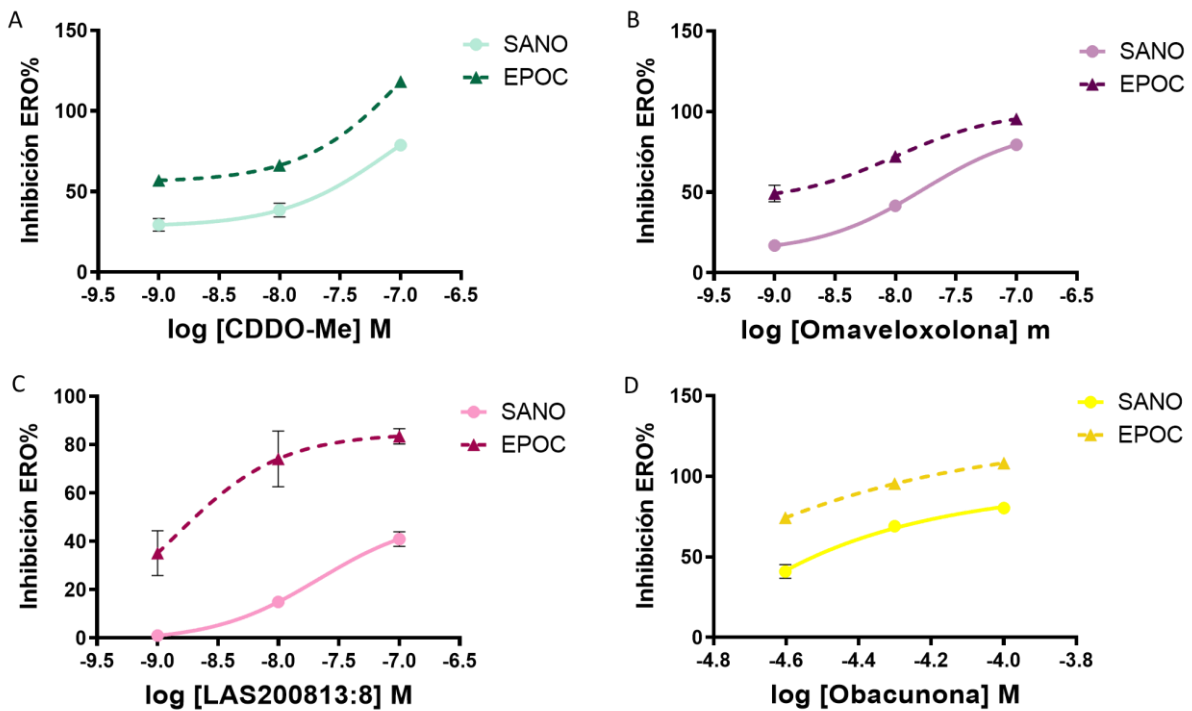 A
150
100
50
0
Inhibición ERO%
-9.5 -9.0 -8.5 -8.0 -7.5 -7.0 -6.5
log [CDDO-Me] M
SANO
EPOC
B
150
100
50
0
Inhibición ERO%
-9.5 -9.0 -8.5 -8.0 -7.5 -7.0 -6.5
log [Omaveloxolona] m
SANO
EPOC
C
100
80
60
40
20
0
Inhibición ERO%
-9.5 -9.0 -8.5 -8.0 -7.5 -7.0 -6.5
log [LAS200813:8] M
SANO
EPOC
D
150
100
50
0
Inhibición ERO%
-4.8 -4.6 -4.4 -4.2 -4.0 -3.8
log [Obacunona] M
SANO
EPOC